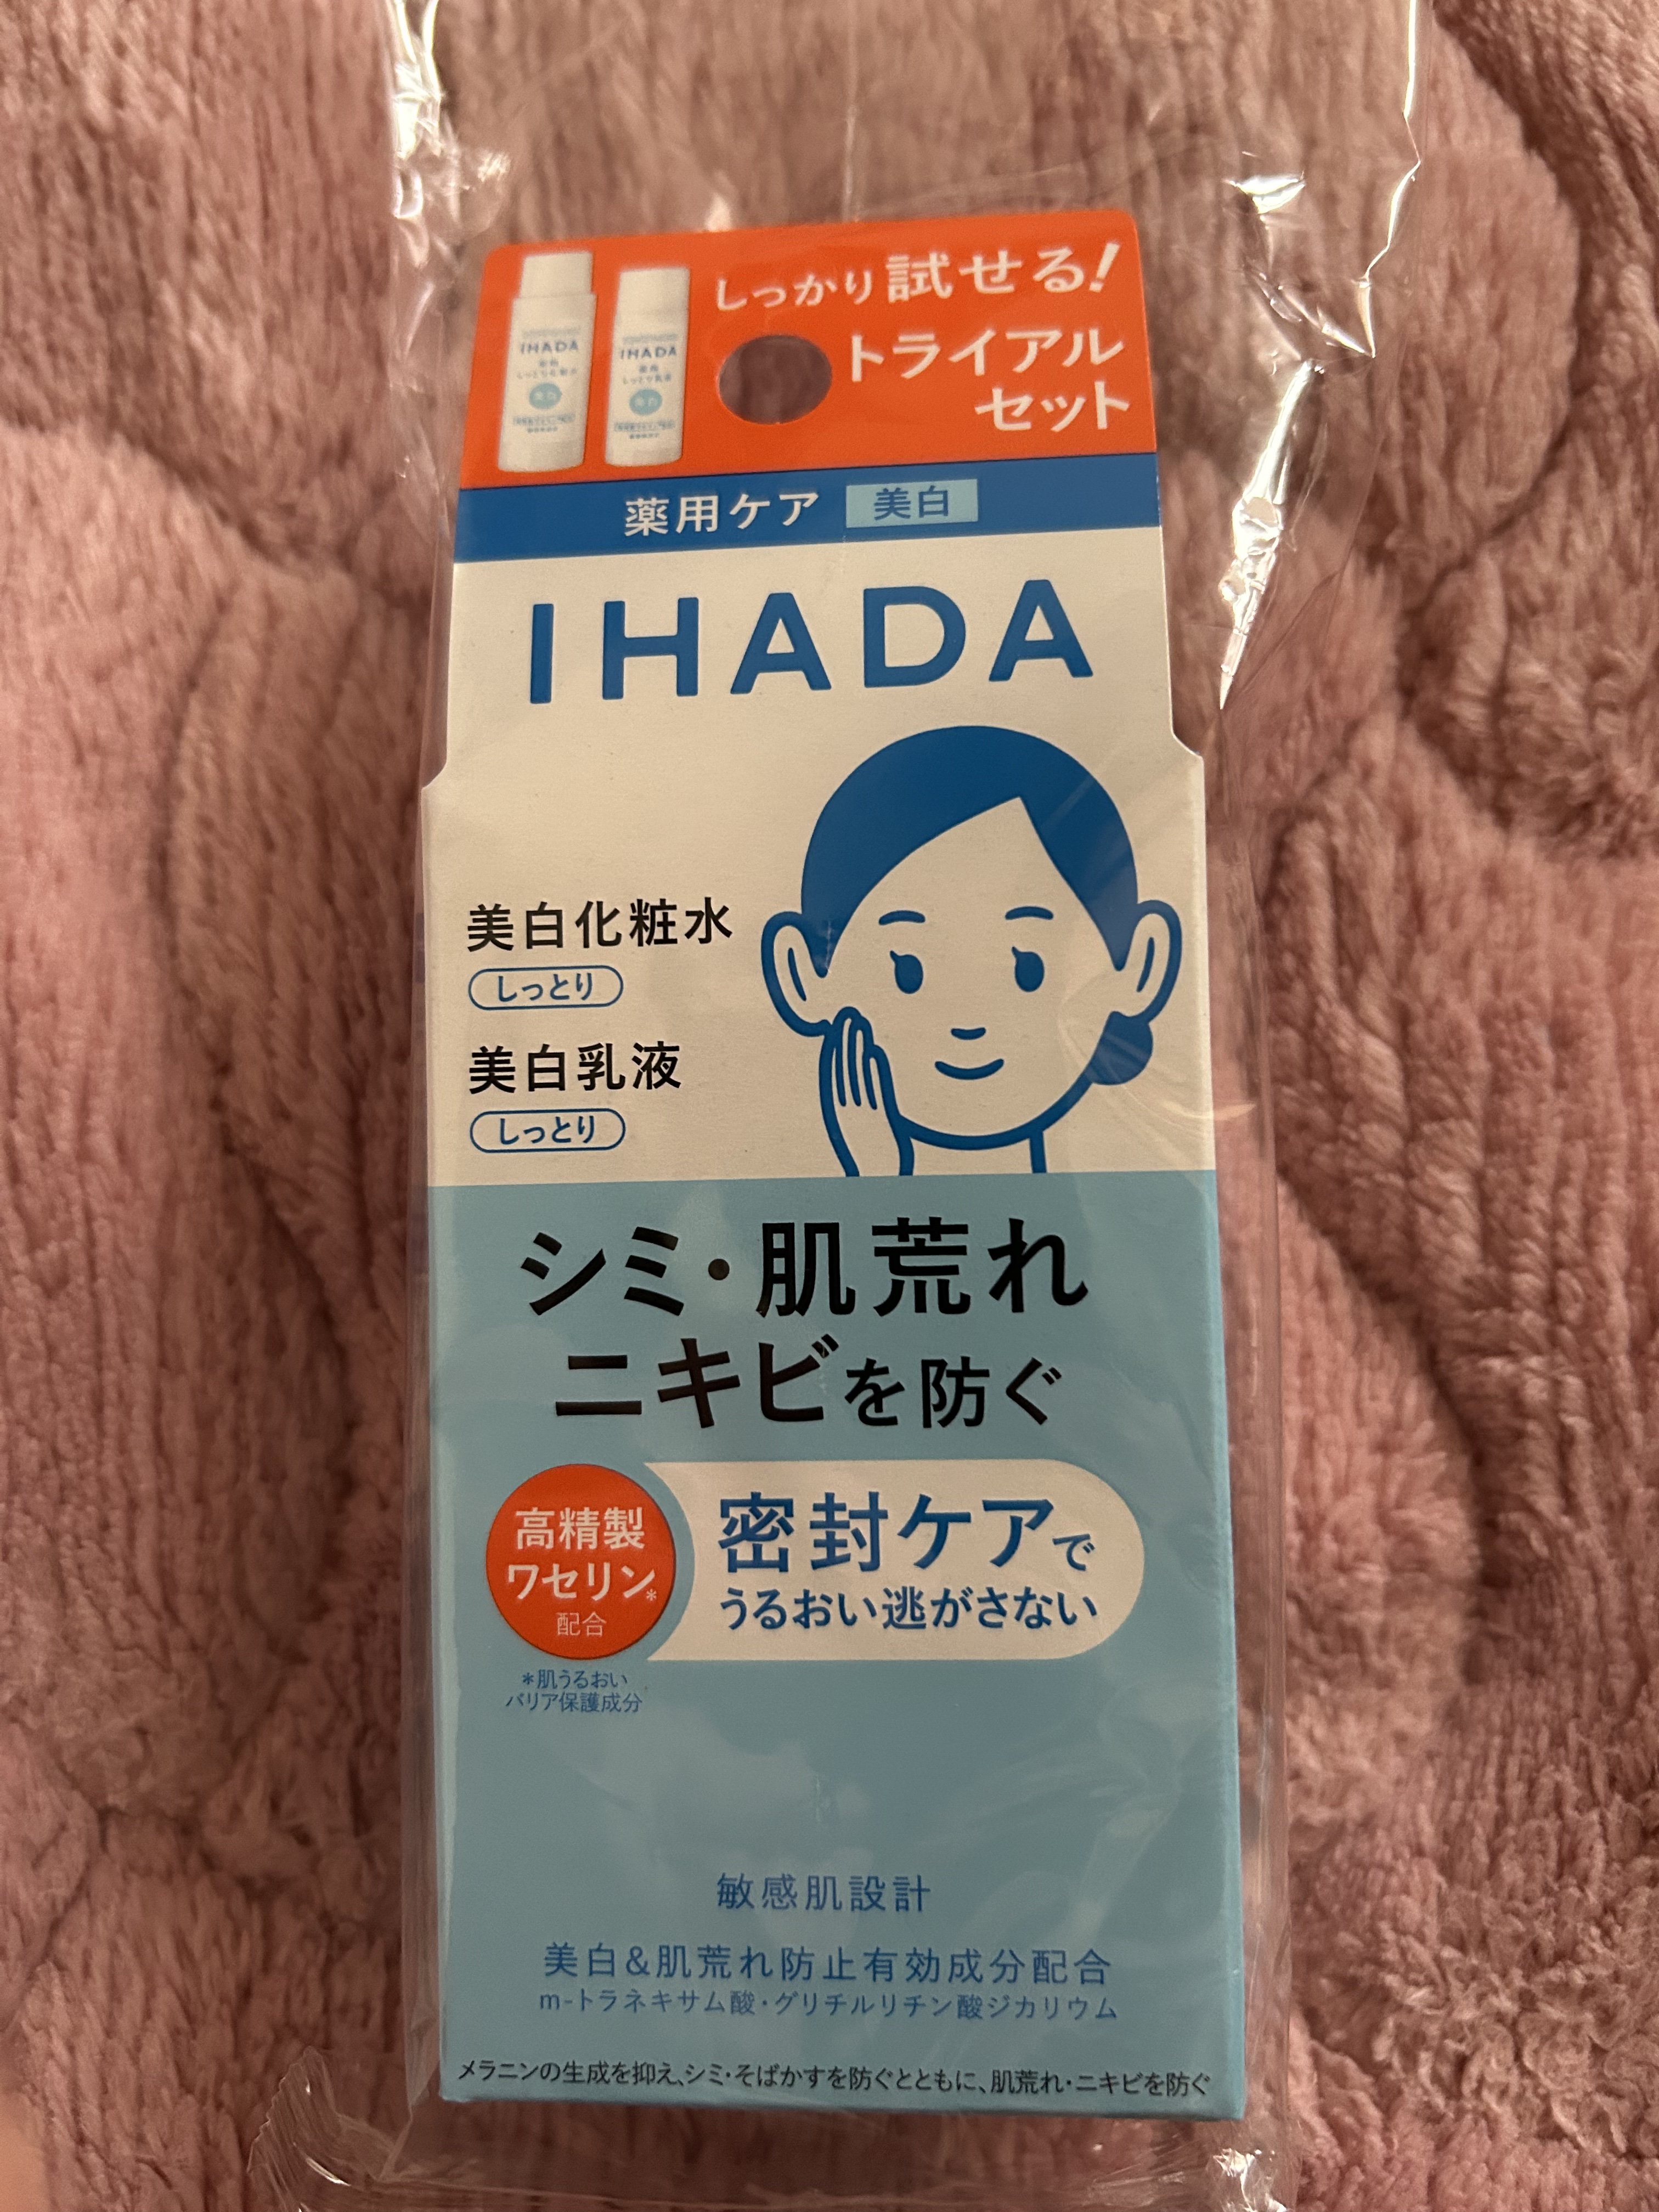 しっかり試せる!
トライアル
セット
IHADA
IHADA
薬用ケア 美白
IHADA
美白化粧水
しっとり
美白乳液
しっとり
シミ・肌荒れ
ニキビを防ぐ
高精製
ワセリン*
配合
密封ケアで
うるおい逃がさない
*肌うるおい
バリア保護成分
敏感肌設計
美白&肌荒れ防止有効成分配合
m-トラネキサム酸・グリチルリチン酸ジカリウム
メラニンの生成を抑え、シミ・そばかすを防ぐとともに、肌荒れ・ニキビを防ぐ